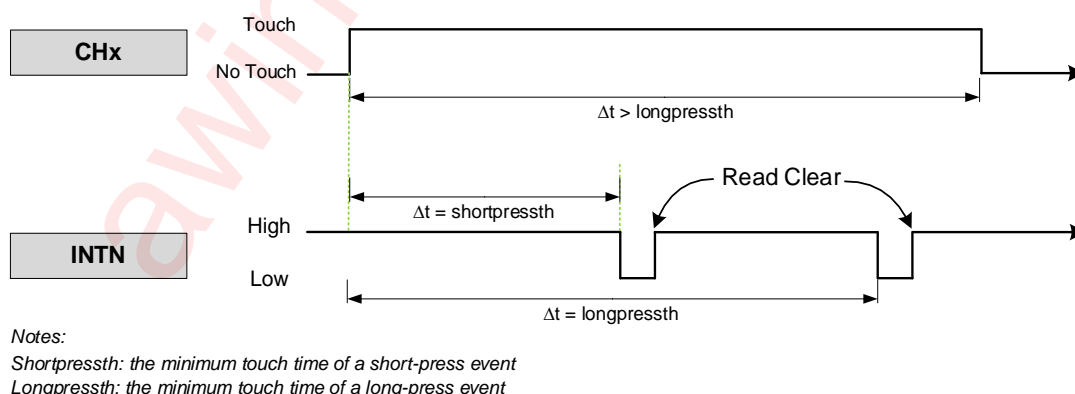 Touch
CHx
No Touch
Δt > longpressth
Read Clear
Δt = shortpressth
High
INTN
Low
Δt = longpressth
Notes:
Shortpressth: the minimum touch time of a short-press event
Longpressth: the minimum touch time of a long-press event